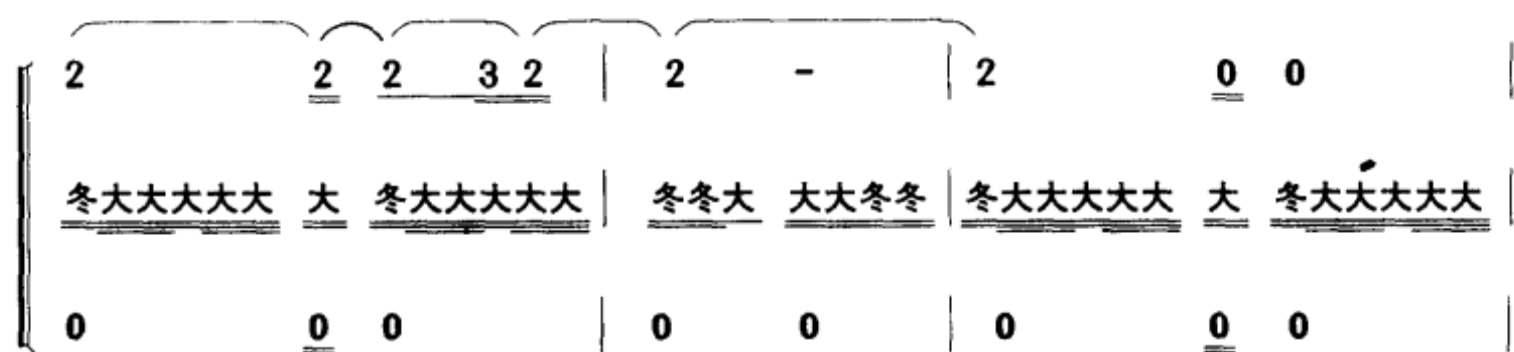 2 2 2 3 2 | 2 - | 2 0 0 |
冬大大大大大 大 冬大大大大大 | 冬冬大 大大冬冬 | 冬大大大大大 大 冬大大大大大 |
0 0 0 | 0 0 | 0 0 0 |